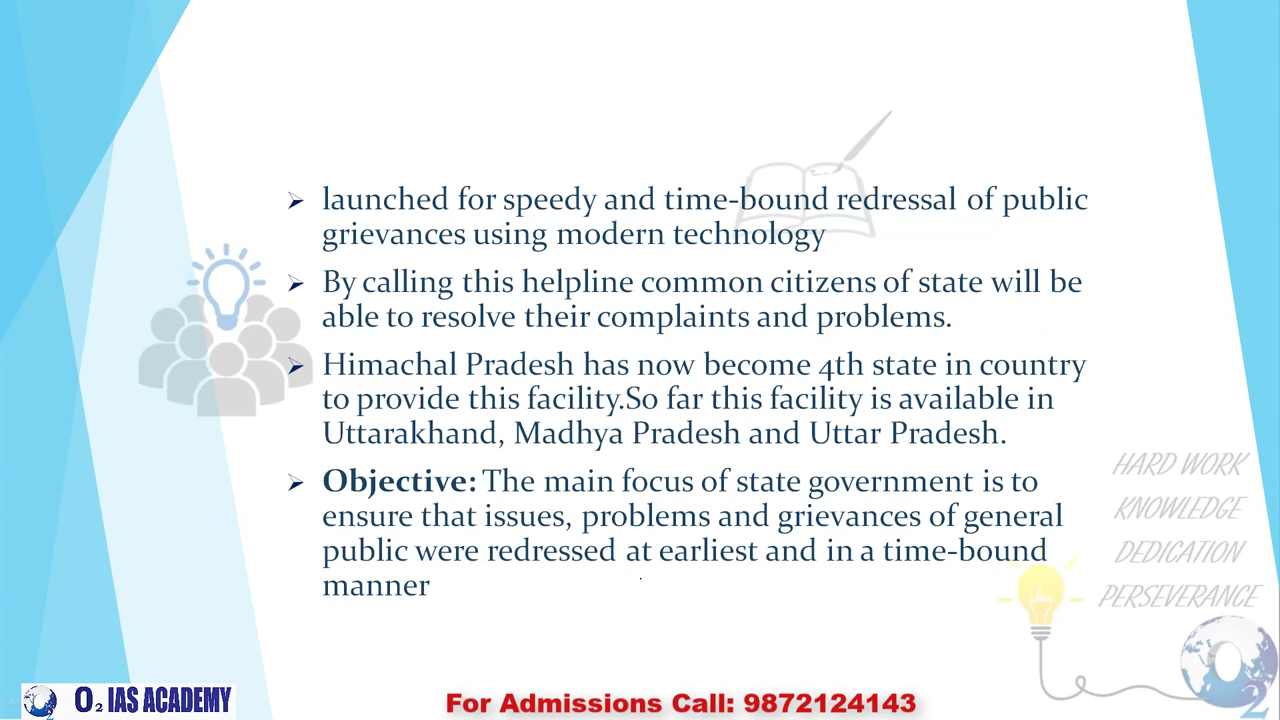 launched for speedy and time-bound redressal of public
grievances using modern technology
By calling this helpline common citizens of state will be
able to resolve their complaints and problems.
Himachal Pradesh has now become 4th state in country
to provide this facility.So far this facility is available in
Uttarakhand, Madhya Pradesh and Uttar Pradesh.
Objective: The main focus of state government is to
ensure that issues, problems and grievances of general
public were redressed at earliest and in a time-bound
manner
HARD WORK
KNOWLEDGE
DEDICATION
PERSEVERANCE
O2
O2 IAS ACADEMY
For Admissions Call: 9872124143